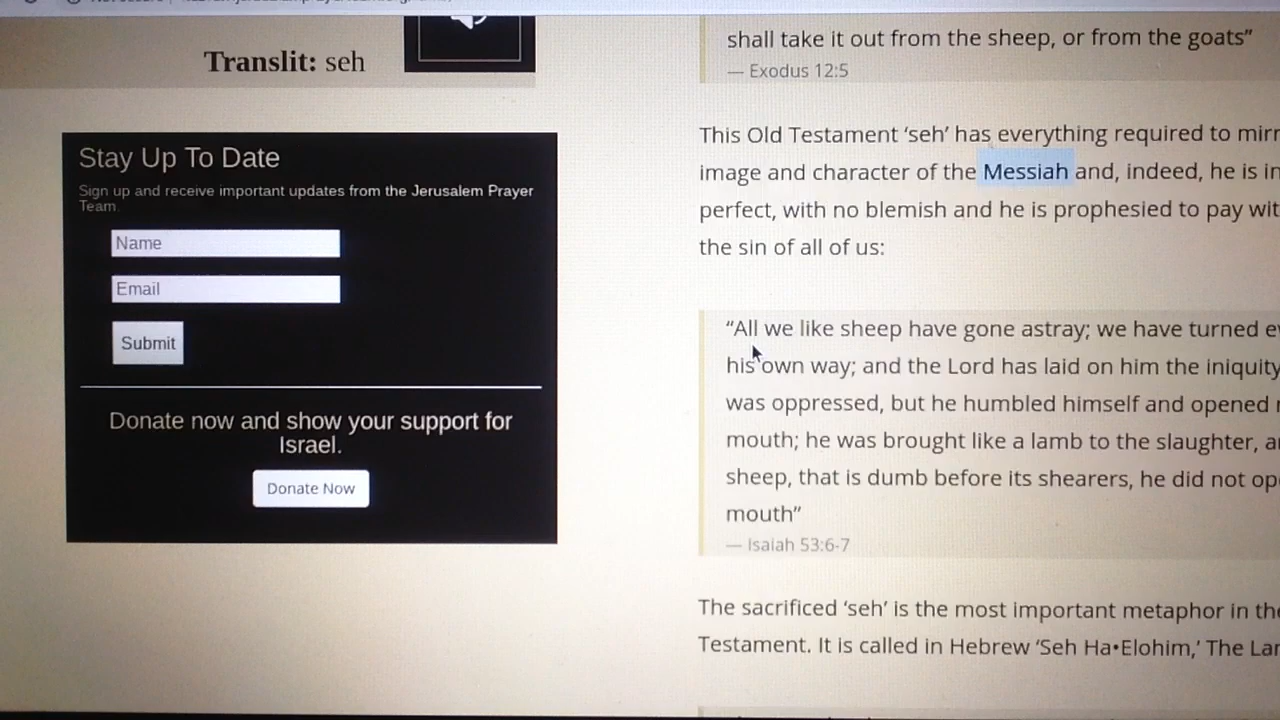 Translit: seh
Stay Up To Date
Sign up and receive important updates from the Jerusalem Prayer
Team.
Name
Email
Submit
Donate now and show your support for
Israel.
Donate Now
shall take it out from the sheep, or from the goats”
— Exodus 12:5
This Old Testament ‘seh’ has everything required to
image and character of the Messiah and, indeed, he is
perfect, with no blemish and he is prophesied to pay
the sin of all of us:
“All we like sheep have gone astray; we have turned
his own way; and the Lord has laid on him the iniquity
was oppressed, but he humbled himself and opened
mouth; he was brought like a lamb to the slaughter,
sheep, that is dumb before its shearers, he did not
mouth”
— Isaiah 53:6-7
The sacrificed ‘seh’ is the most important metaphor in
Testament. It is called in Hebrew ‘Seh Ha•Elohim,’ The